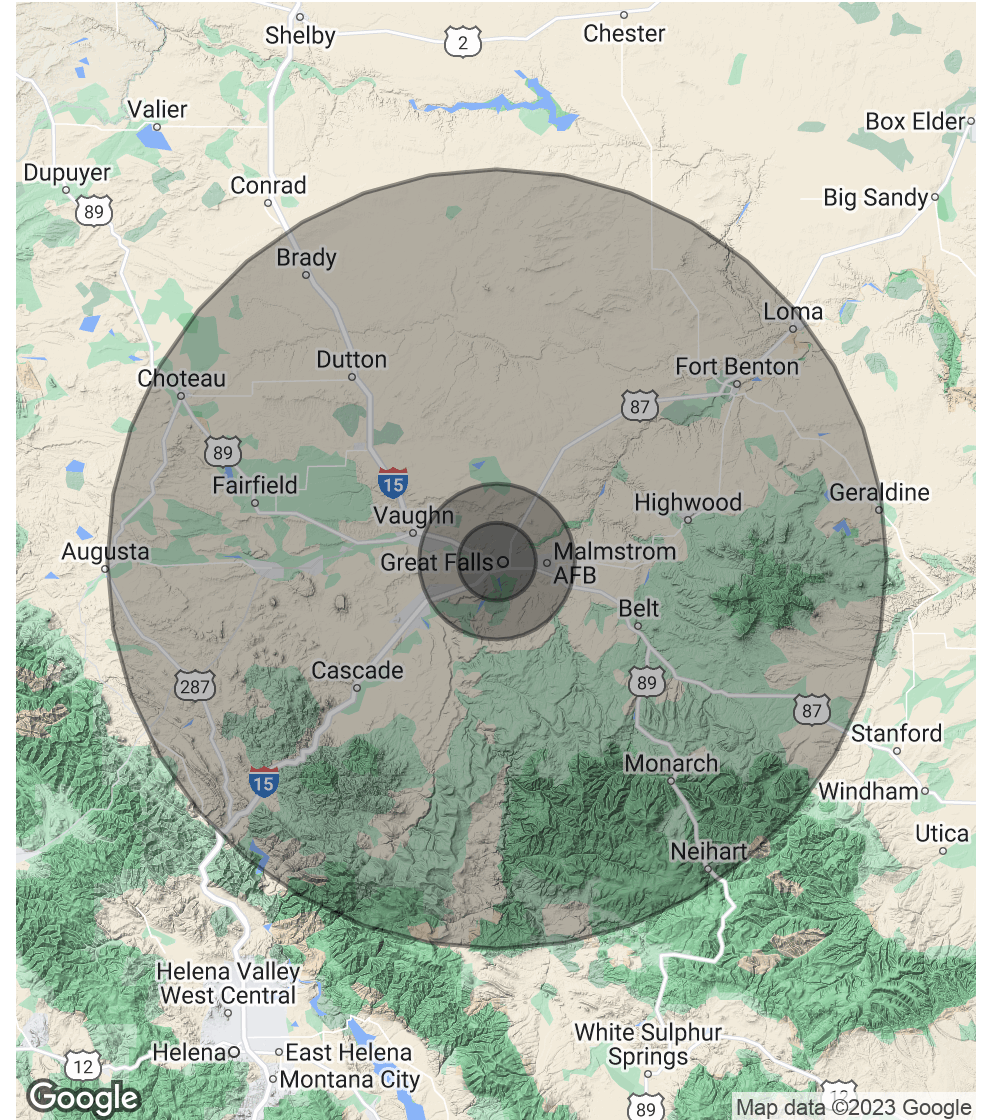 Shelby
2
Chester
Valier
Box Elder
Dupuyer
89
Conrad
Big Sandy
Brady
Loma
Dutton
Fort Benton
Choteau
87
89
15
Fairfield
Highwood
Geraldine
Vaughn
Augusta
Great Falls
Malmstrom
AFB
Belt
Cascade
287
89
87
Stanford
15
Monarch
Windham
Utica
Neihart
Helena Valley
West Central
White Sulphur
Springs
Helena
East Helena
12
Montana City
Google
89
Map data ©2023 Google